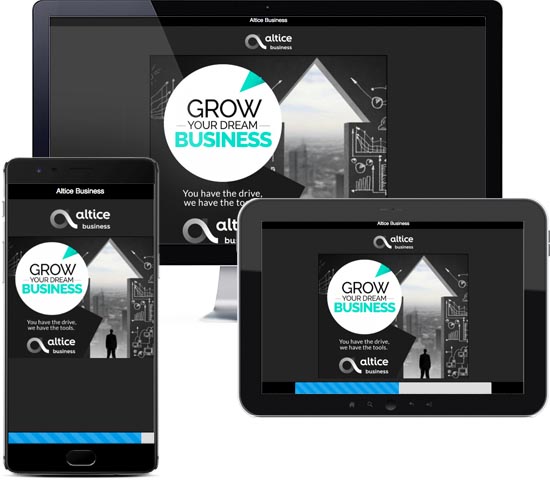 Altice Business
altice
business
GROW
YOUR DREAM
BUSINESS
You have the drive,
we have the tools.
altice
business
Altice Business
altice
business
GROW
YOUR DREAM
BUSINESS
You have the drive,
we have the tools.
altice
business
Altice Business
altice
business
GROW
YOUR DREAM
BUSINESS
You have the drive,
we have the tools.
altice
business